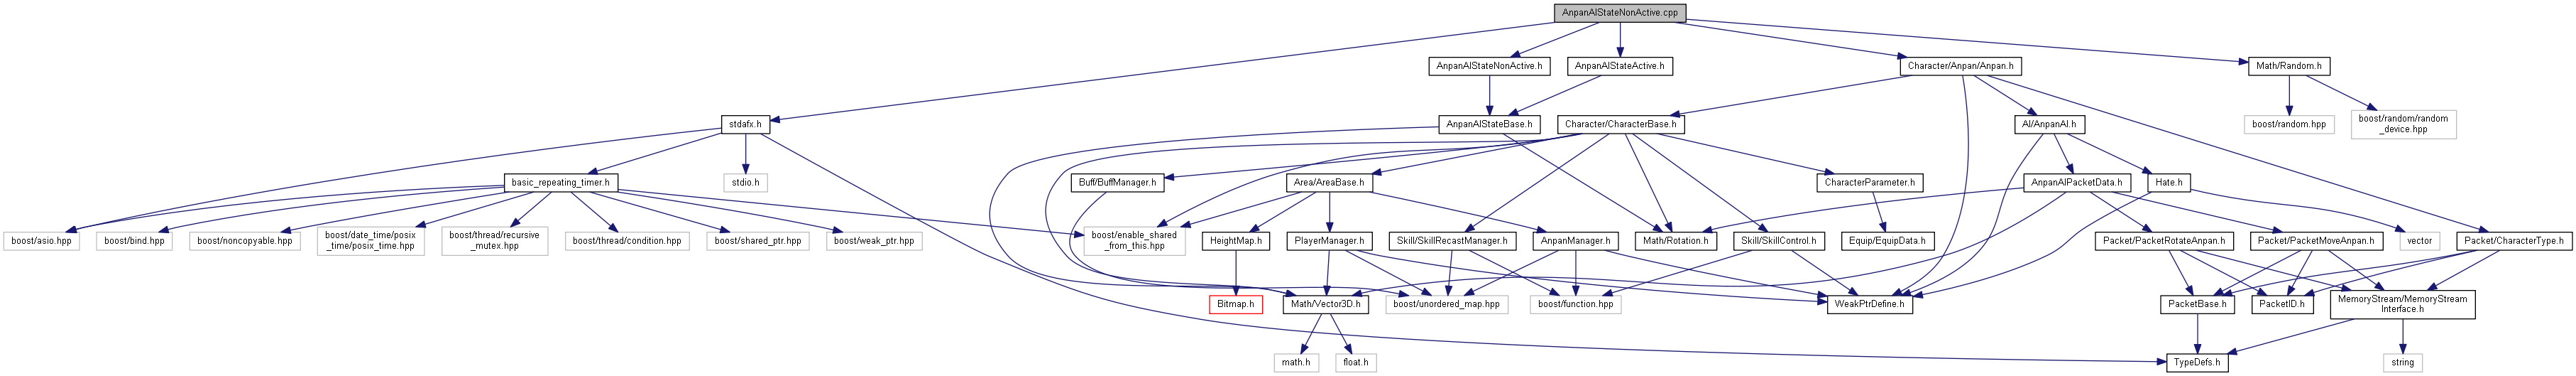 AnpanAIStateNonActive.cpp
AnpanAIStateNonActive.h
AnpanAIStateActive.h
Character/Anpan/Anpan.h
Math/Random.h
stdafx.h
AnpanAIStateBase.h
Character/CharacterBase.h
AI/AnpanAI.h
boost/random.hpp
boost/random/random
_device.hpp
basic_repeating_timer.h
stdio.h
Buff/BuffManager.h
Area/AreaBase.h
CharacterParameter.h
AnpanAIPacketData.h
Hate.h
boost/asio.hpp
boost/bind.hpp
boost/noncopyable.hpp
boost/date_time/posix
_time/posix_time.hpp
boost/thread/recursive
_mutex.hpp
boost/thread/condition.hpp
boost/shared_ptr.hpp
boost/weak_ptr.hpp
boost/enable_shared
_from_this.hpp
HeightMap.h
PlayerManager.h
Skill/SkillRecastManager.h
AnpanManager.h
Math/Rotation.h
Skill/SkillControl.h
Equip/EquipData.h
Packet/PacketRotateAnpan.h
Packet/PacketMoveAnpan.h
vector
Packet/CharacterType.h
Bitmap.h
Math/Vector3D.h
boost/unordered_map.hpp
boost/function.hpp
WeakPtrDefine.h
PacketBase.h
PacketID.h
MemoryStream/MemoryStream
Interface.h
math.h
float.h
TypeDefs.h
string